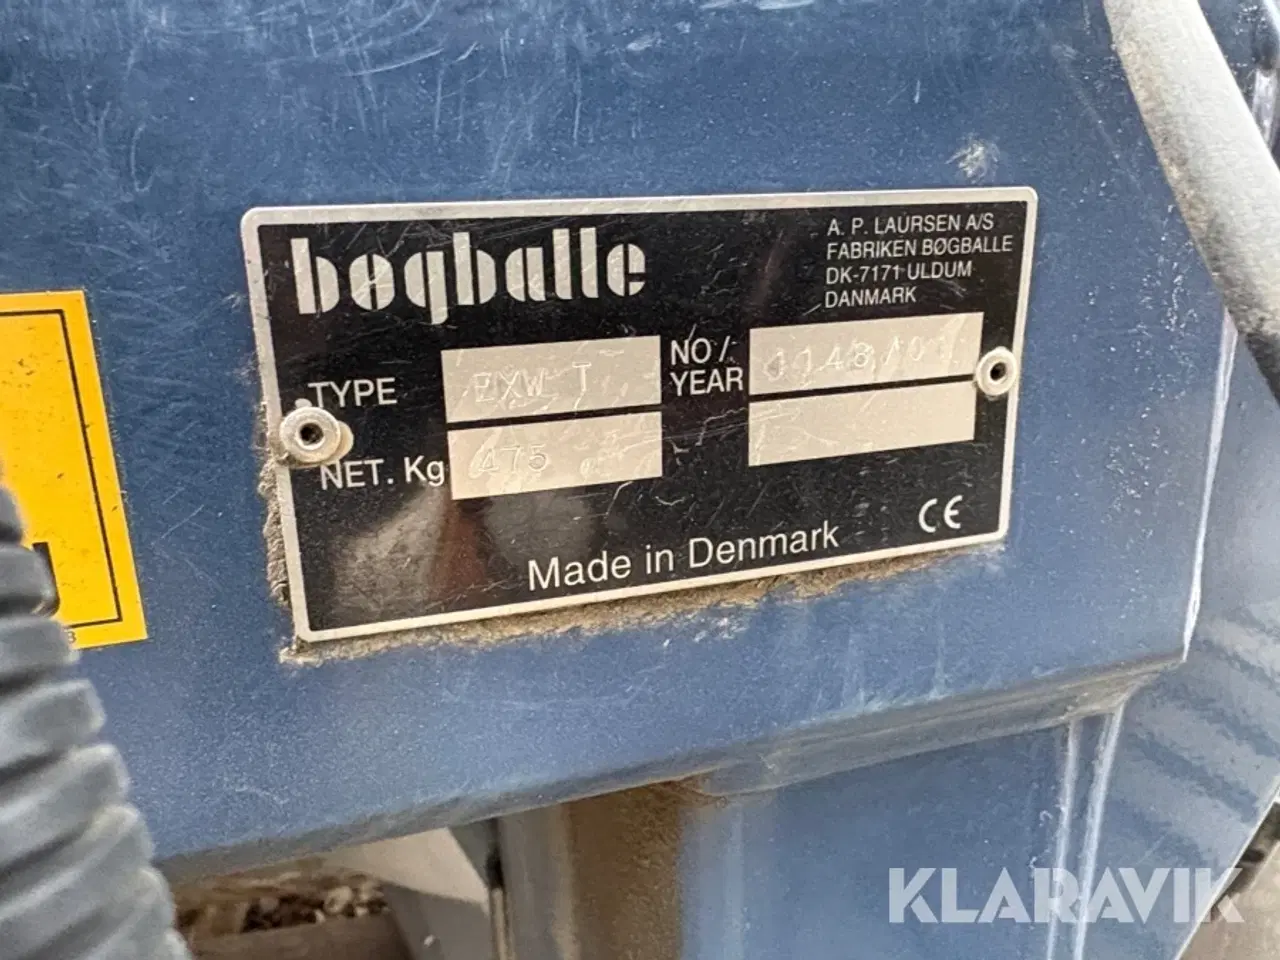 bøgballe
A. P. LAURSEN A/S
FABRIKEN BØGBALLE
DK-7171 ULDUM
DANMARK
TYPE EXW T
NO / YEAR
NET. Kg 475
CE
Made in Denmark
KLARAVIK